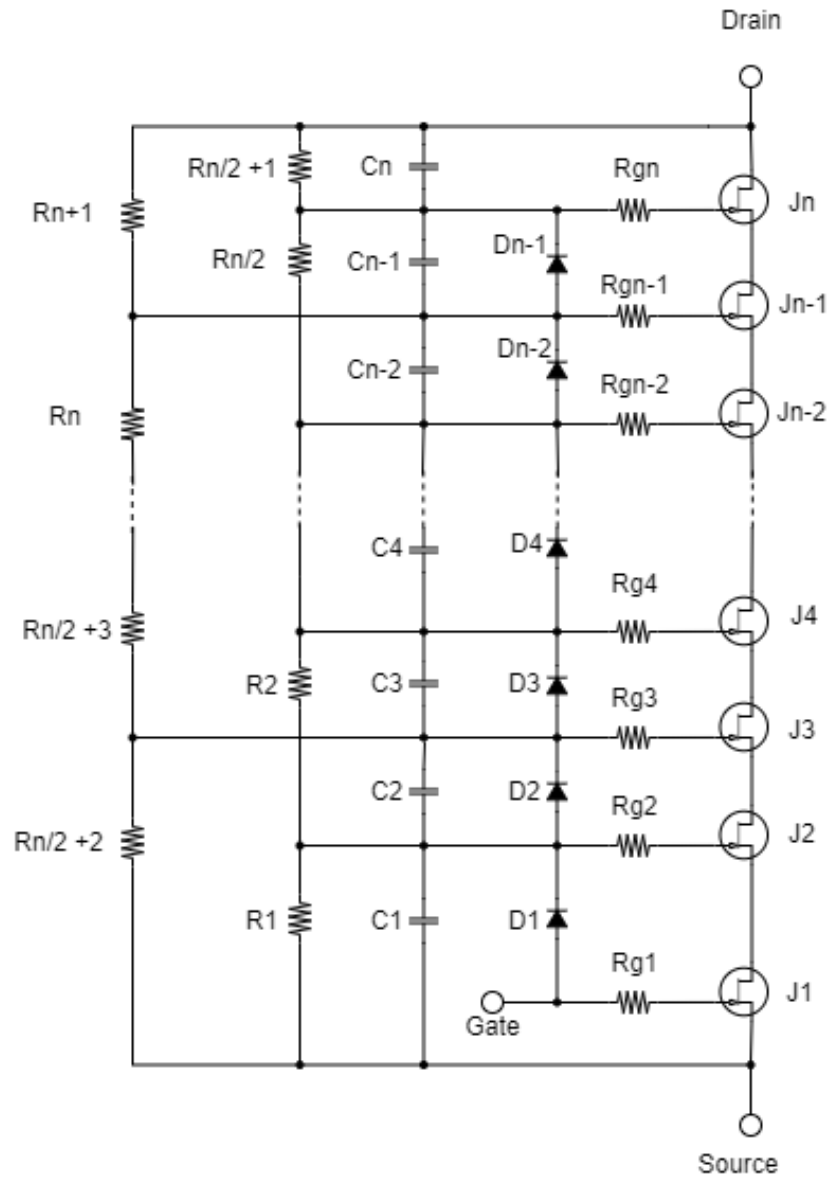 Drain
Rn/2 +1
Cn
Rgn
Rn+1
Jn
Rn/2
Cn-1
Dn-1
Rgn-1
Jn-1
Cn-2
Dn-2
Rgn-2
Rn
Jn-2
C4
D4
Rg4
Rn/2 +3
J4
R2
C3
D3
Rg3
J3
C2
D2
Rg2
Rn/2 +2
J2
R1
C1
D1
Rg1
J1
Gate
Source